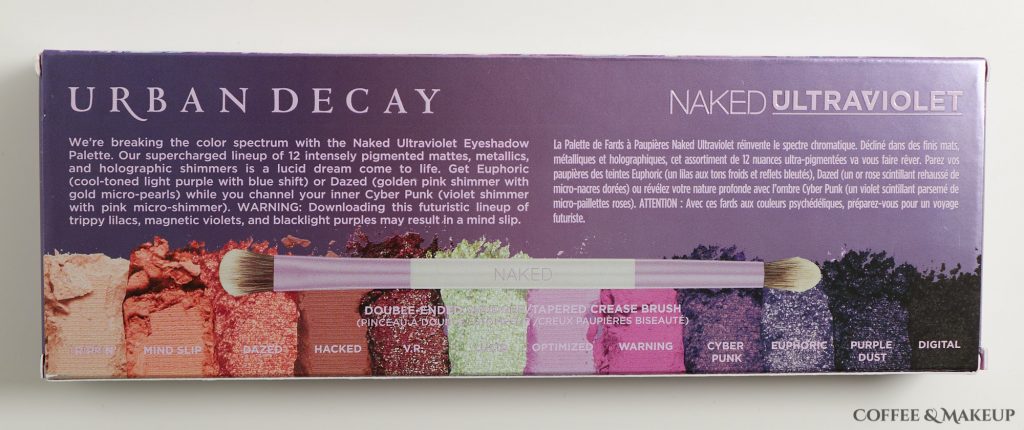 URBAN DECAY
NAKED ULTRAVIOLET
We're breaking the color spectrum with the Naked Ultraviolet Eyeshadow
Palette. Our supercharged lineup of 12 intensely pigmented mattes, metallics,
and holographic shimmers is a lucid dream come to life. Get Euphoric
(cool-toned light purple with blue shift) or Dazed (golden pink shimmer with
gold micro-pearls) while you channel your inner Cyber Punk (violet shimmer
with pink micro-shimmer). WARNING: Downloading this futuristic lineup of
trippy lilacs, magnetic violets, and blacklight purples may result in a mind slip.
La Palette de Fards à Paupières Naked Ultraviolet réinvente le spectre chromatique. Décliné dans des finis mats,
métalliques et holographiques, cet assortiment de 12 nuances ultra-pigmentées va vous faire rêver. Parez vos
paupières des teintes Euphoric (un lilas aux tons froids et reflets bleutés), Dazed (un or rose scintillant rehaussé de
micro-nacres dorées) ou révélez votre nature profonde avec l'ombre Cyber Punk (un violet scintillant parsemé de
micro-paillettes roses). ATTENTION : Avec ces fards aux couleurs psychédéliques, préparez-vous pour un voyage
futuriste.
NAKED
DOUBLE-ENDED /TAPERED CREASE BRUSH
(PINCEAU À DOUBLE /CREUX PAUPIÈRES BISEAUTÉ)
MIND SLIP
DAZED
HACKED
V.R.
OPTIMIZED
WARNING
CYBER
PUNK
EUPHORIC
PURPLE
DUST
DIGITAL
COFFEE & MAKEUP